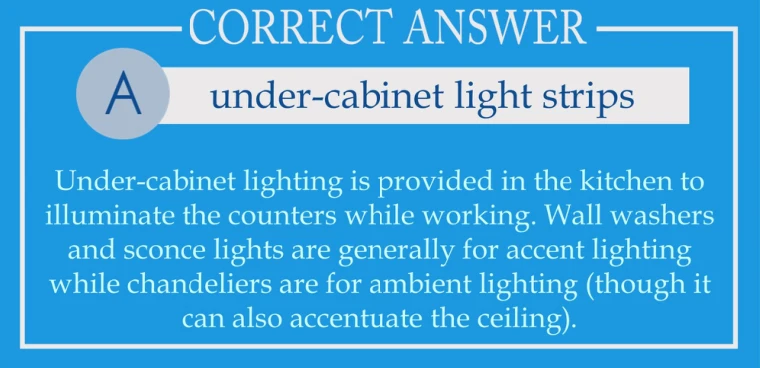 CORRECT ANSWER
A under-cabinet light strips
Under-cabinet lighting is provided in the kitchen to
illuminate the counters while working. Wall washers
and sconce lights are generally for accent lighting
while chandeliers are for ambient lighting (though it
can also accentuate the ceiling).